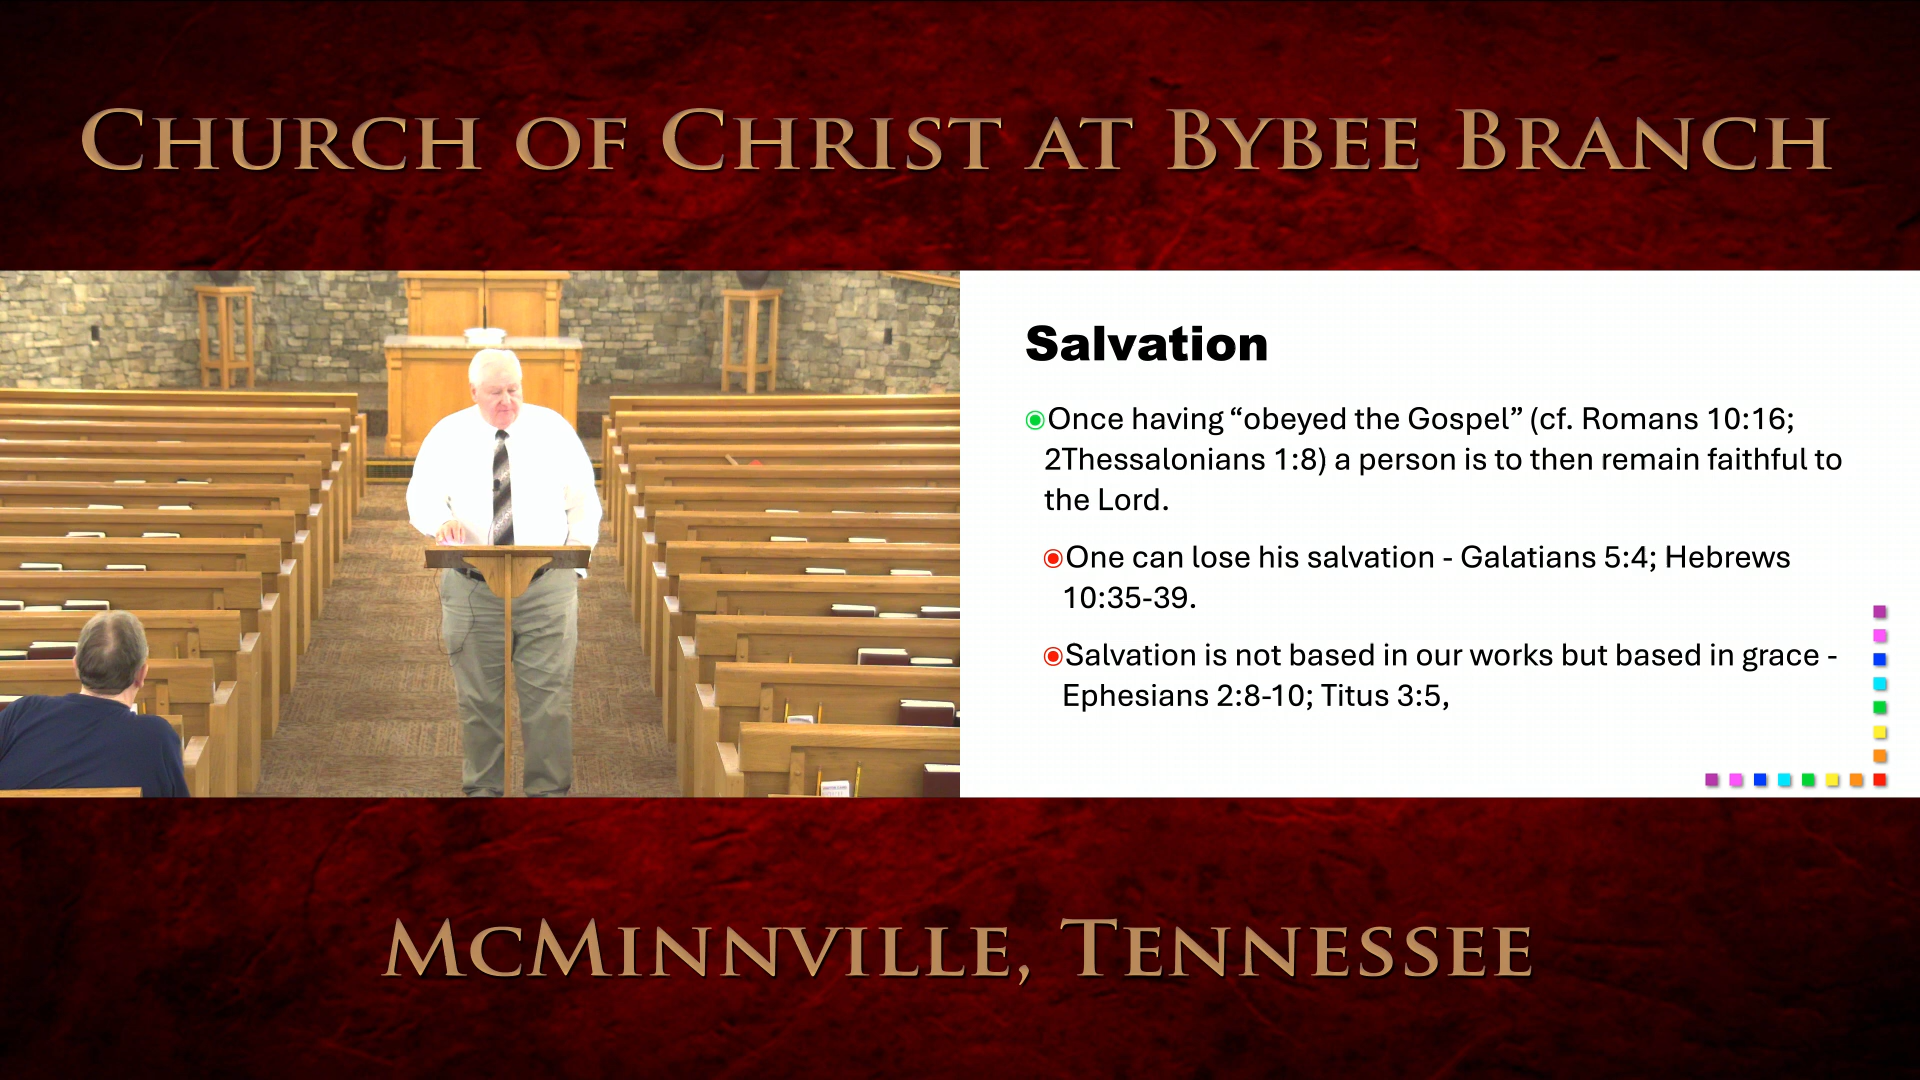 Church of Christ at Bybee Branch
Salvation
Once having “obeyed the Gospel” (cf. Romans 10:16;
2Thessalonians 1:8) a person is to then remain faithful to
the Lord.
One can lose his salvation - Galatians 5:4; Hebrews
10:35-39.
Salvation is not based in our works but based in grace -
Ephesians 2:8-10; Titus 3:5,
McMinnville, Tennessee